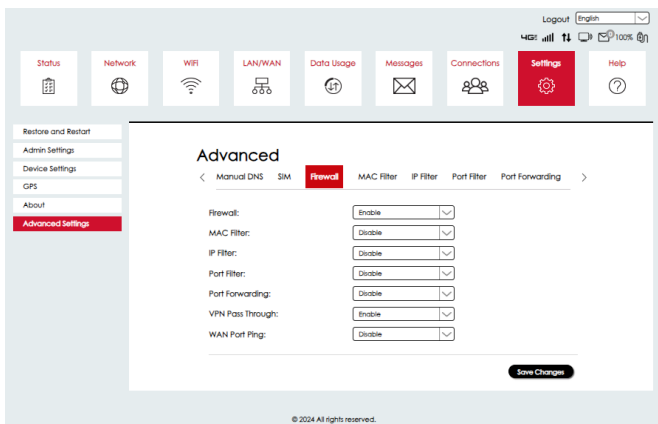 Logout English
4GE 100%
Status Network WiFi LAN/WAN Data Usage Messages Connections Settings Help
Restore and Restart
Admin Settings
Device Settings
GPS
About
Advanced Settings
Advanced
< Manual DNS SIM Firewall MAC Filter IP Filter Port Filter Port Forwarding >
Firewall: Enable
MAC Filter: Disable
IP Filter: Disable
Port Filter: Disable
Port Forwarding: Disable
VPN Pass Through: Enable
WAN Port Ping: Disable
Save Changes
© 2024 All rights reserved.